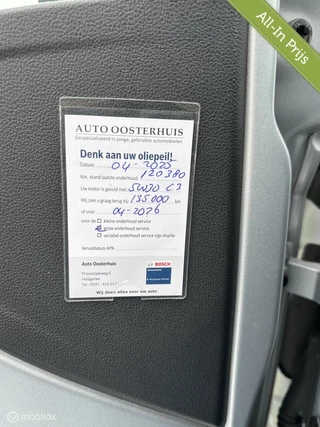 All-In Prijs
AUTO OOSTERHUIS
Gespecialiseerd in jonge, gebruikte automobielen
Denk aan uw oliepeil!
Datum: 04-2025
Km. stand laatste onderhoud: 120380
Uw motor is gevuld met 5W30 C3
Wij zien u graag terug bij 135000 km
of voor 04-2026
voor de kleine onderhoud service
grote onderhoud service
variabel onderhoud service vlgs display
Vervaldatum APK:
Auto Oosterhuis
Provincialeweg
Heiligerlee
BOSCH
Wij doen alles voor uw auto
mobilox